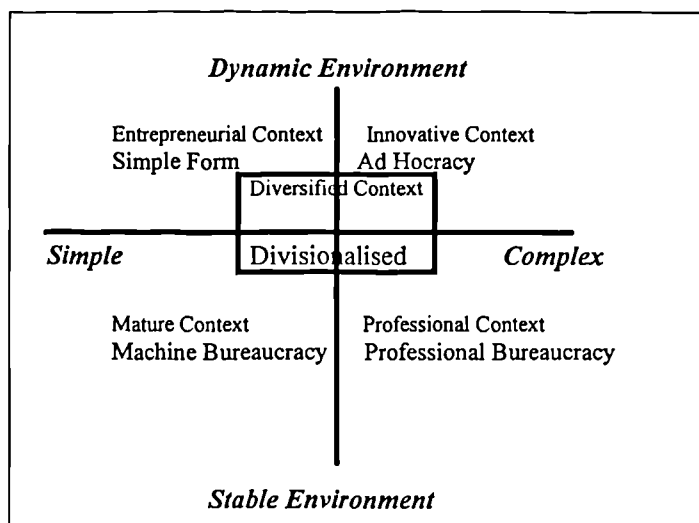 Dynamic Environment
Entrepreneurial Context
Simple Form
Innovative Context
Ad Hocracy
Diversified Context
Simple
Divisionalised
Complex
Mature Context
Machine Bureaucracy
Professional Context
Professional Bureaucracy
Stable Environment